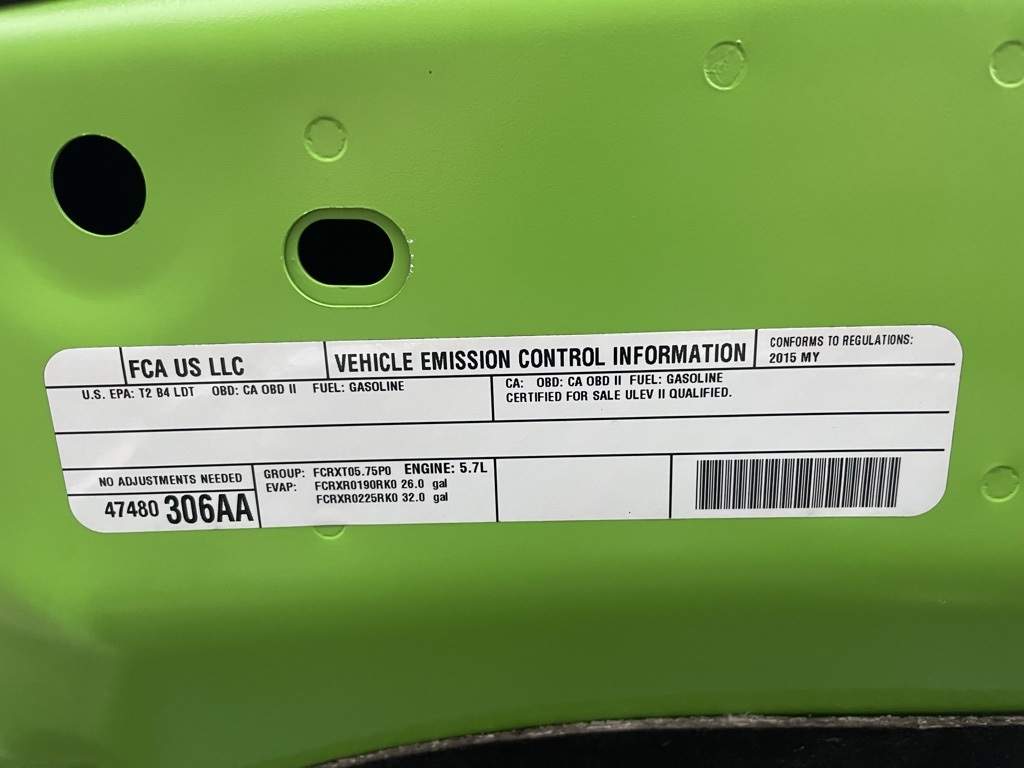 FCA US LLC
VEHICLE EMISSION CONTROL INFORMATION
CONFORMS TO REGULATIONS:
2015 MY
U.S. EPA: T2 B4 LDT OBD: CA OBD II FUEL: GASOLINE
CA: OBD: CA OBD II FUEL: GASOLINE
CERTIFIED FOR SALE ULEV II QUALIFIED.
NO ADJUSTMENTS NEEDED
47480 306AA
GROUP: FCRXT05.75P0 ENGINE: 5.7L
EVAP: FCRXR0190RK0 26.0 gal
FCRXR0225RK0 32.0 gal